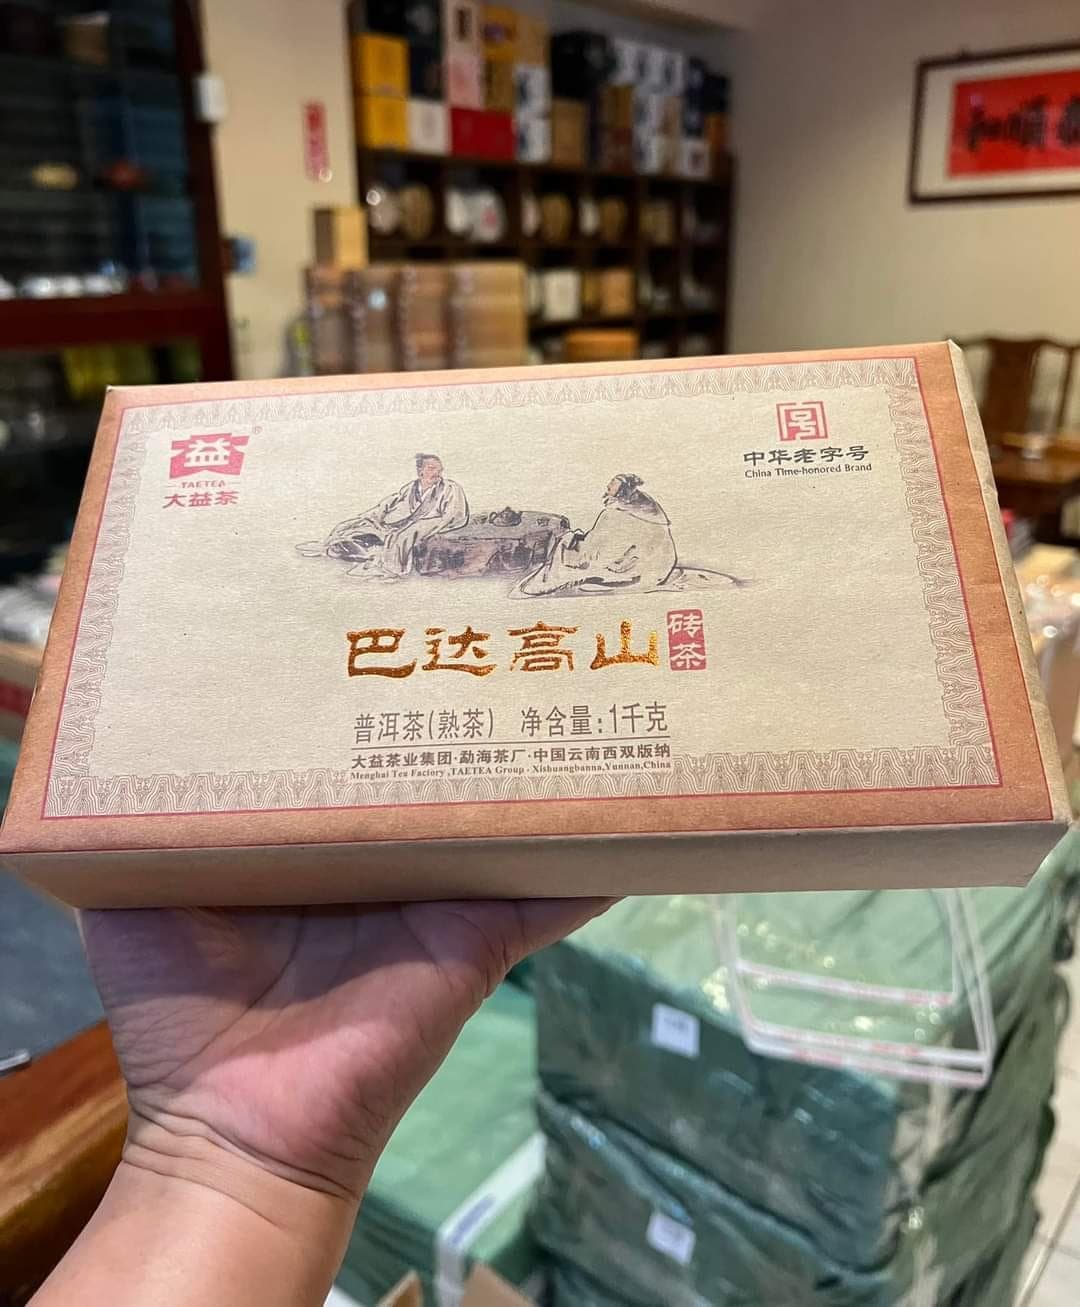 益
®
TAETEA
大益茶
号
中华老字号
China Time-honored Brand
巴达高山
砖茶
普洱茶(熟茶) 净含量:1千克
大益茶业集团·勐海茶厂·中国云南西双版纳
Menghai Tea Factory ,TAETEA Group · Xishuangbanna,Yunnan,China